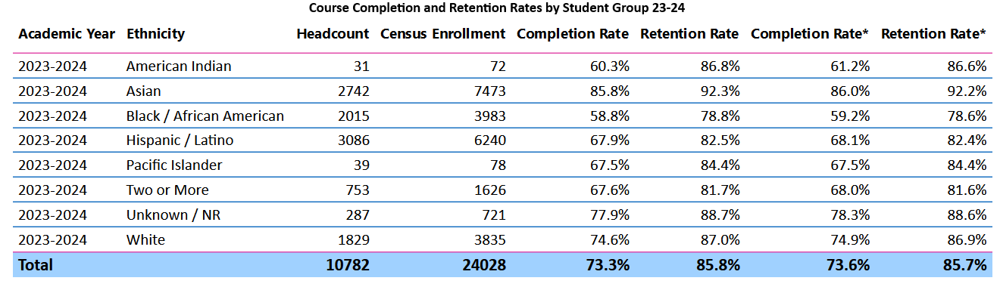 Course Completion and Retention Rates by Student Group 23-24
Academic Year Ethnicity Headcount Census Enrollment Completion Rate Retention Rate Completion Rate* Retention Rate*
2023-2024 American Indian 31 72 60.3% 86.8% 61.2% 86.6%
2023-2024 Asian 2742 7473 85.8% 92.3% 86.0% 92.2%
2023-2024 Black / African American 2015 3983 58.8% 78.8% 59.2% 78.6%
2023-2024 Hispanic / Latino 3086 6240 67.9% 82.5% 68.1% 82.4%
2023-2024 Pacific Islander 39 78 67.5% 84.4% 67.5% 84.4%
2023-2024 Two or More 753 1626 67.6% 81.7% 68.0% 81.6%
2023-2024 Unknown / NR 287 721 77.9% 88.7% 78.3% 88.6%
2023-2024 White 1829 3835 74.6% 87.0% 74.9% 86.9%
Total 10782 24028 73.3% 85.8% 73.6% 85.7%